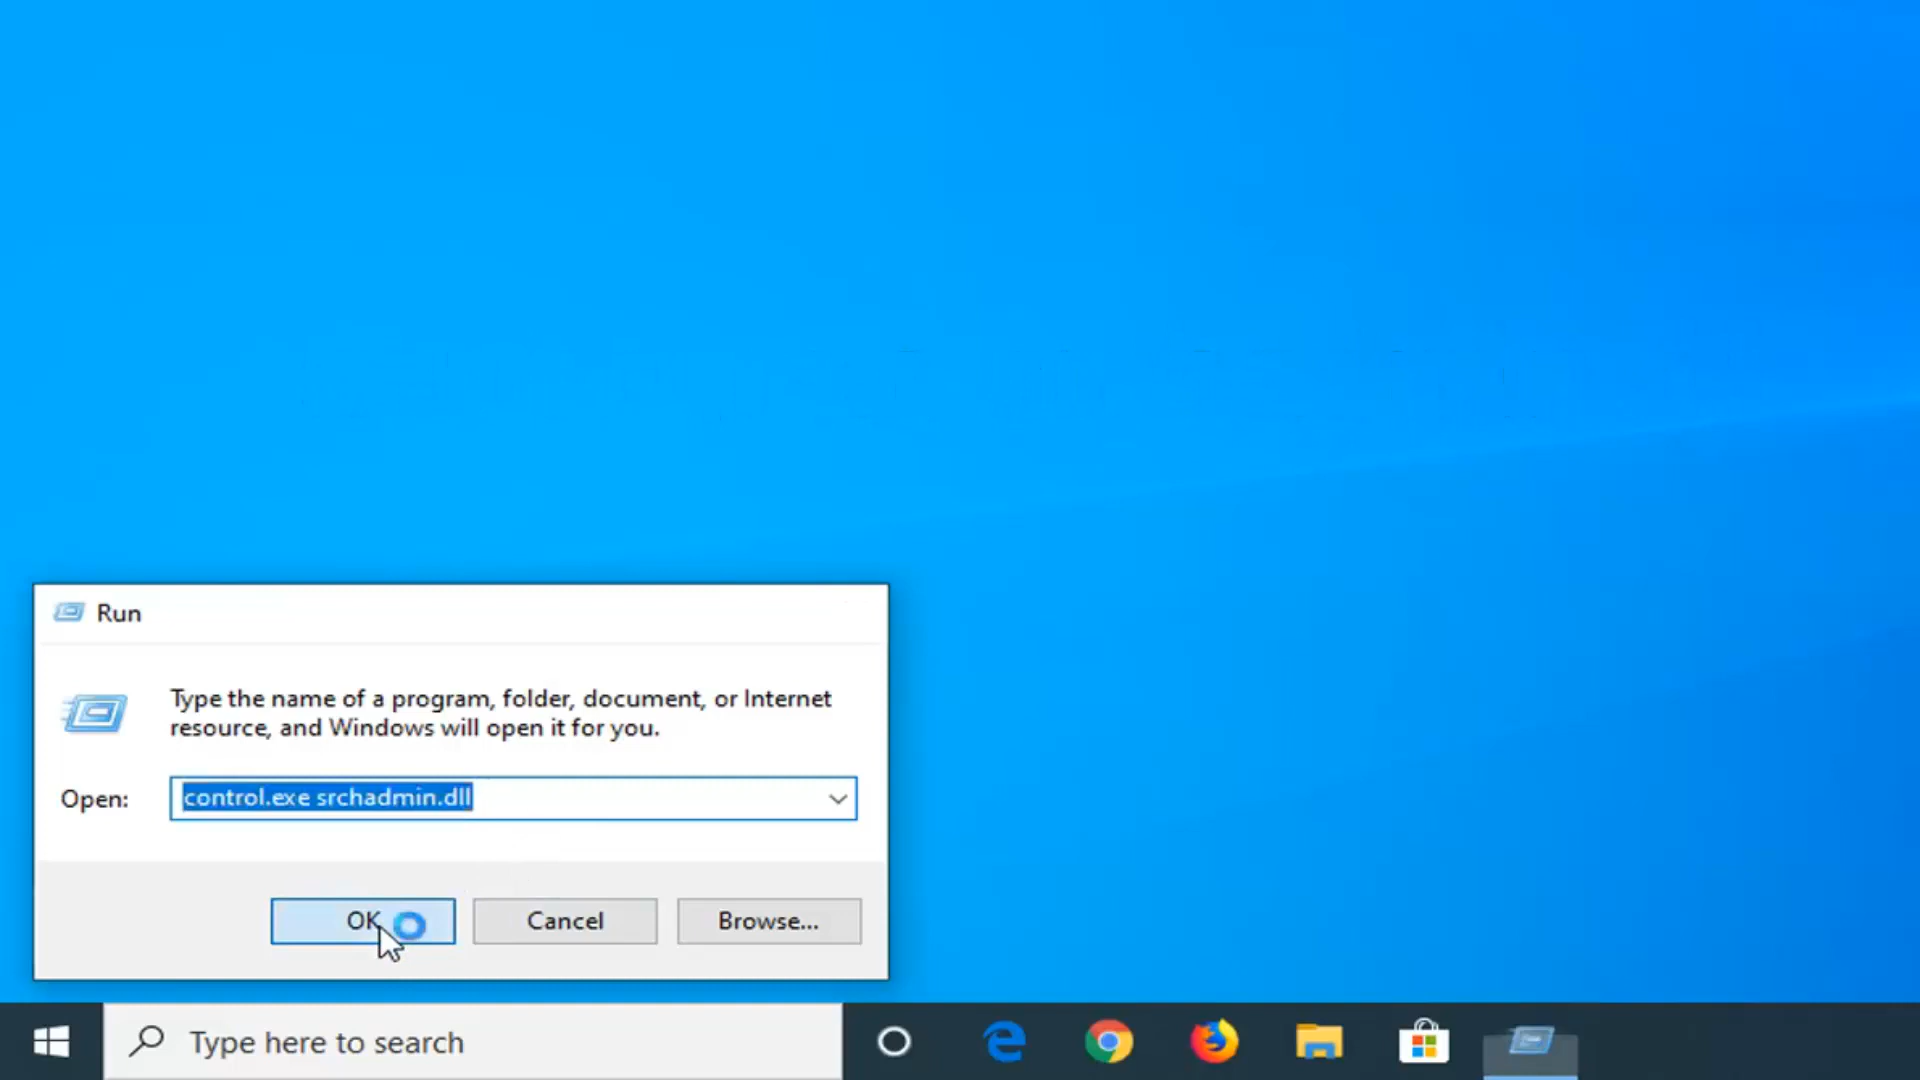 Run
Type the name of a program, folder, document, or Internet
resource, and Windows will open it for you.
Open:
control.exe srchadmin.dll
OK
Cancel
Browse...
Type here to search